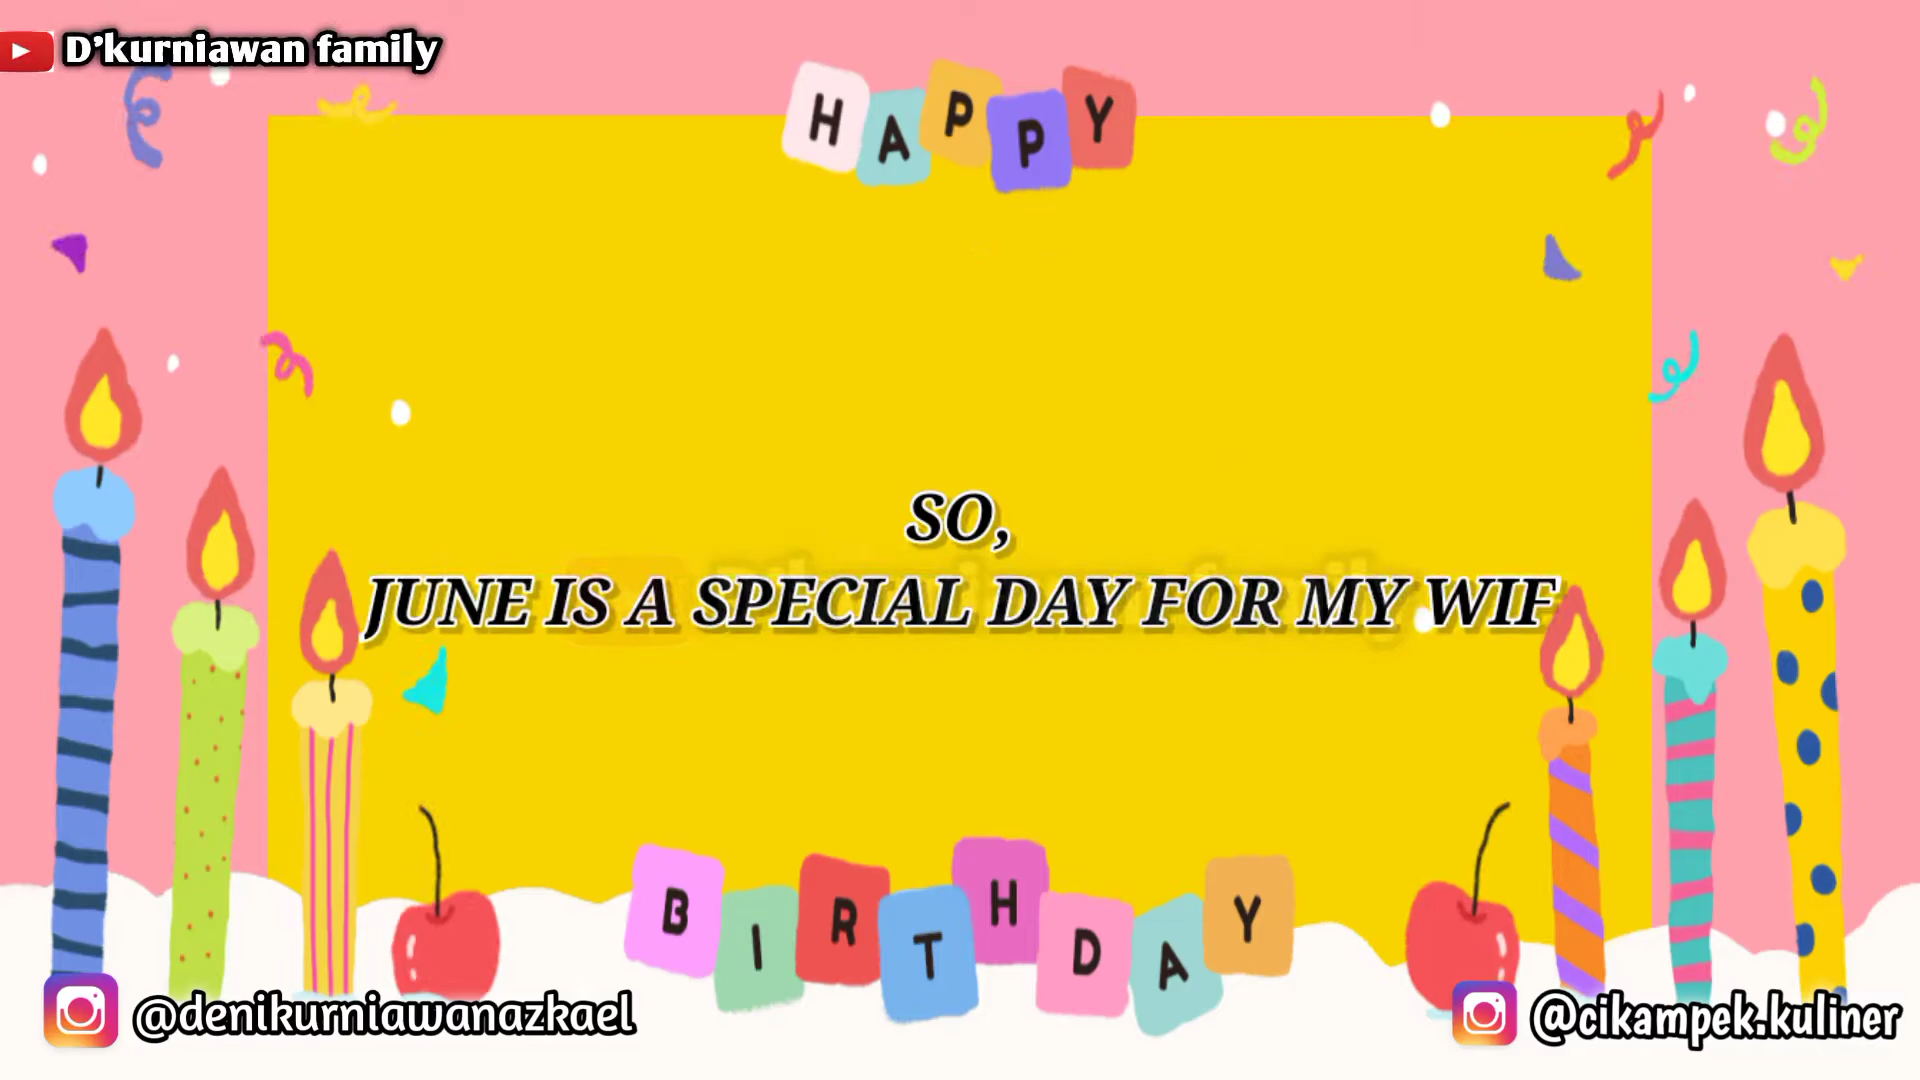 D'kurniawan family
HAPPY
SO,
JUNE IS A SPECIAL DAY FOR MY WIF
BIRTHDAY
@denikurniawanazkael
@cikampek.kuliner